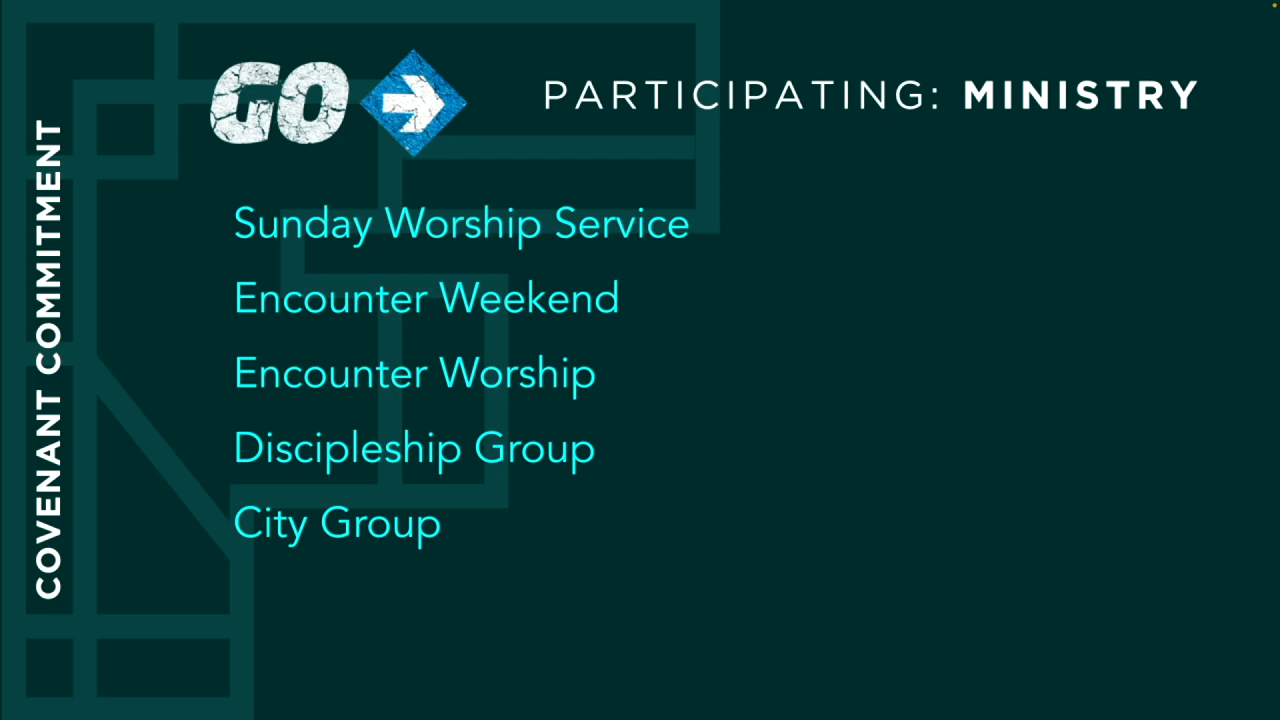 COVENANT COMMITMENT
GO
PARTICIPATING: MINISTRY
Sunday Worship Service
Encounter Weekend
Encounter Worship
Discipleship Group
City Group